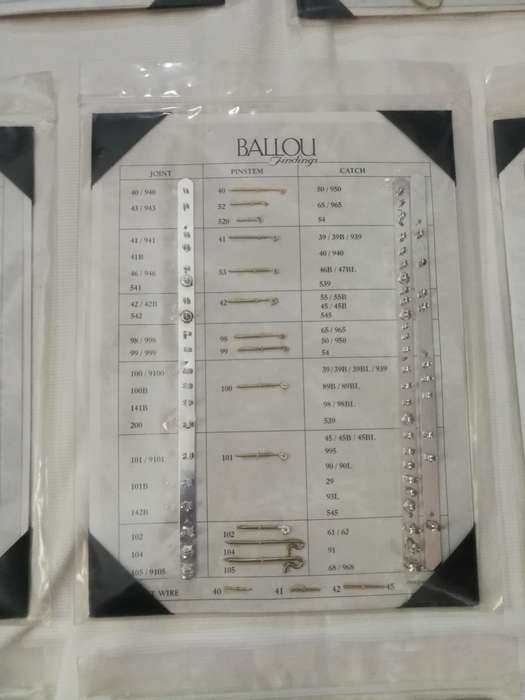 BALLOU
Findings
JOINT PINSTEM CATCH
40 / 940 40 80 / 950
43 / 943 52 65 / 965
520 54
41 / 941 41 39 / 39B / 939
41B 40 / 940
46 / 946 53 46B / 47BL
541 539
42 / 42B 42 55 / 55B
45 / 45B
542 545
65 / 965
98 / 998 98 80 / 950
99 / 999 99 54
100 / 9100 39 / 39B / 39BL / 939
100B 100 89B / 89BL
141B 98 / 98BL
200 539
45 / 45B / 45BL
101 / 9101 101 995
90 / 90L
101B 29
93L
142B 545
102 102 61 / 62
104 104 91
105 / 9105 105 68 / 968
WIRE 40 41 42 45